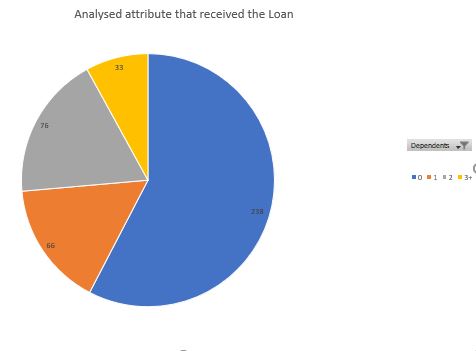 Analysed attribute that received the Loan
33
76
Dependents
0 1 2 3+
238
66